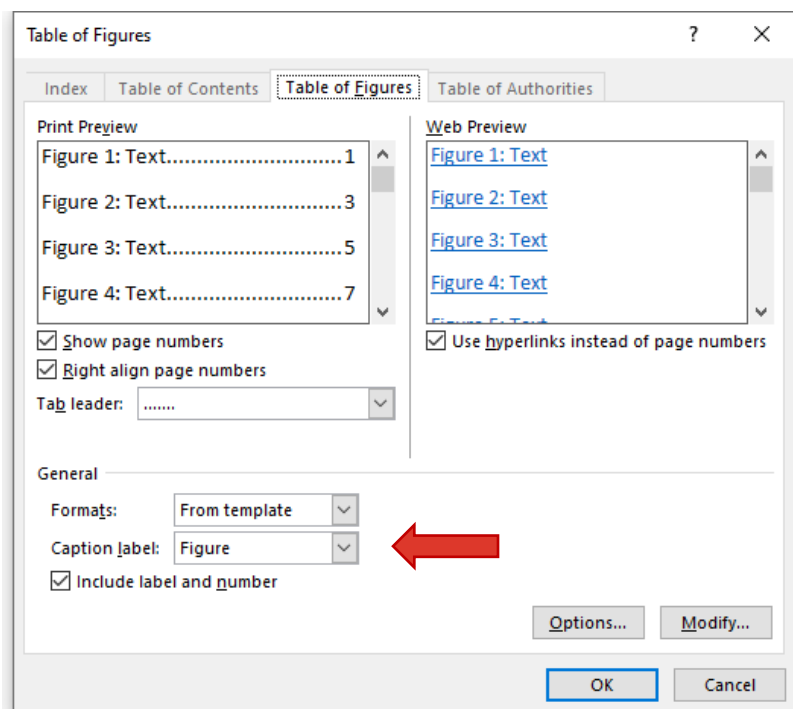 Table of Figures ? ×
Index Table of Contents Table of Figures Table of Authorities
Print Preview
Figure 1: Text..............................1
Figure 2: Text..............................3
Figure 3: Text..............................5
Figure 4: Text..............................7
Show page numbers
Right align page numbers
Tab leader: .......
Web Preview
Figure 1: Text
Figure 2: Text
Figure 3: Text
Figure 4: Text
Figure 5: Text
Use hyperlinks instead of page numbers
General
Formats: From template
Caption label: Figure
Include label and number
Options... Modify...
OK Cancel